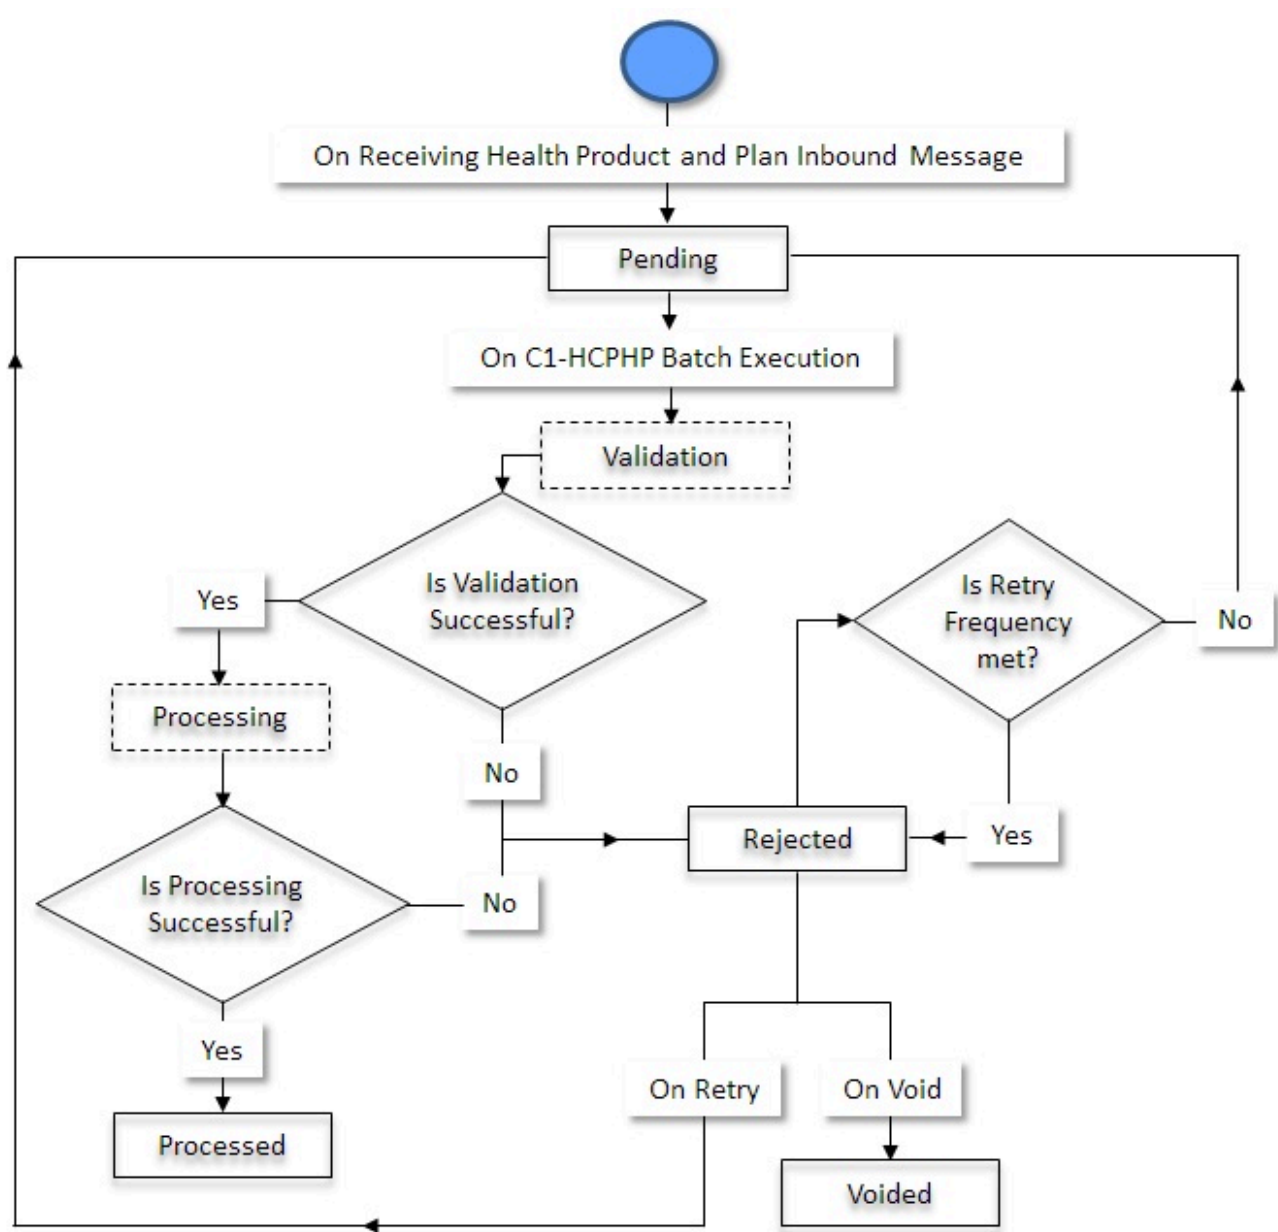 On Receiving Health Product and Plan Inbound Message
Pending
On C1-HCPHP Batch Execution
Validation
Is Validation
Successful?
Yes
Is Retry
Frequency
met?
No
Processing
No
Yes
Rejected
Is Processing
Successful?
No
Yes
On Retry
On Void
Processed
Voided